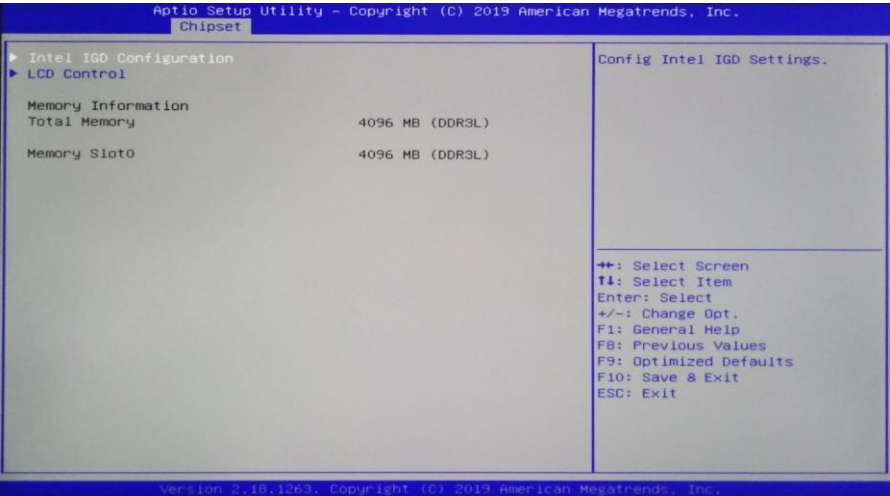 Aptio Setup Utility – Copyright (C) 2019 American Megatrends, Inc.
Chipset
▶ Intel IGD Configuration
▶ LCD Control
Memory Information
Total Memory 4096 MB (DDR3L)
Memory Slot0 4096 MB (DDR3L)
Config Intel IGD Settings.
→←: Select Screen
↑↓: Select Item
Enter: Select
+/-: Change Opt.
F1: General Help
F8: Previous Values
F9: Optimized Defaults
F10: Save & Exit
ESC: Exit
Version 2.18.1263. Copyright (C) 2019 American Megatrends, Inc.